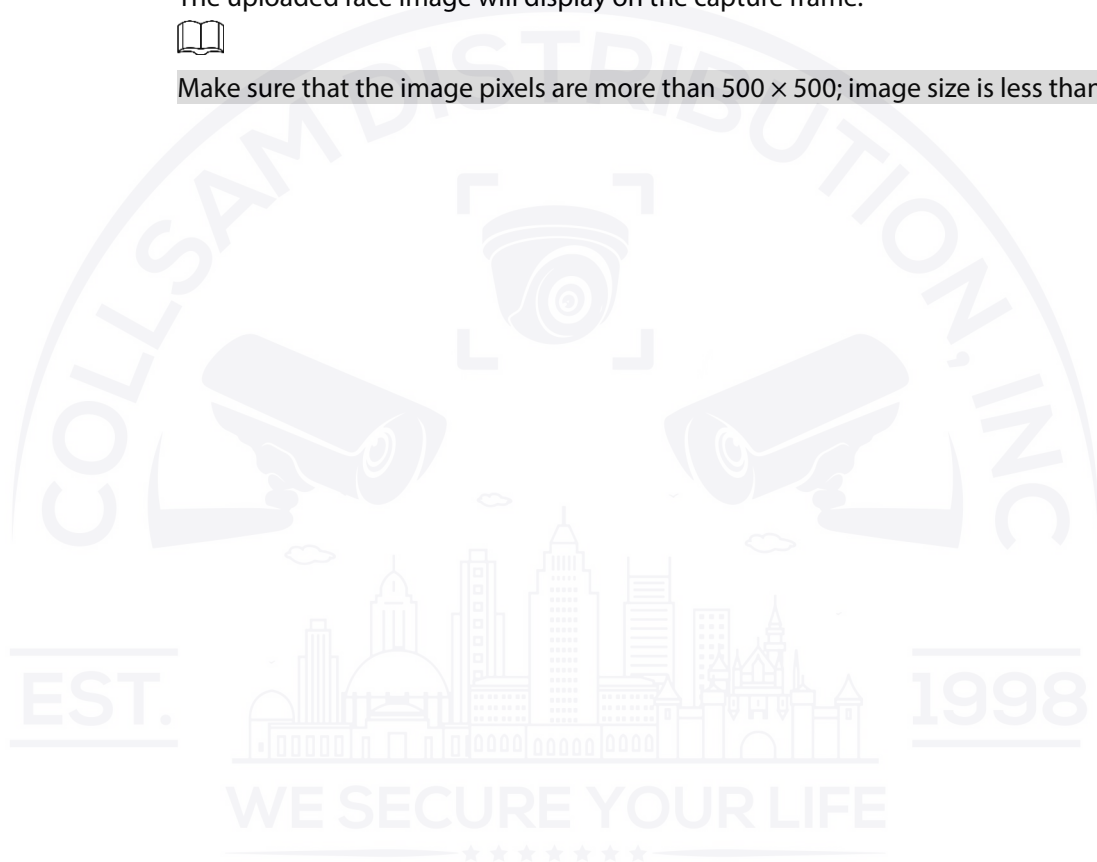 The uploaded face image will display on the capture frame.
Make sure that the image pixels are more than 500 × 500; image size is less than
COLLSAM DISTRIBUTION, INC
EST.
1998
WE SECURE YOUR LIFE